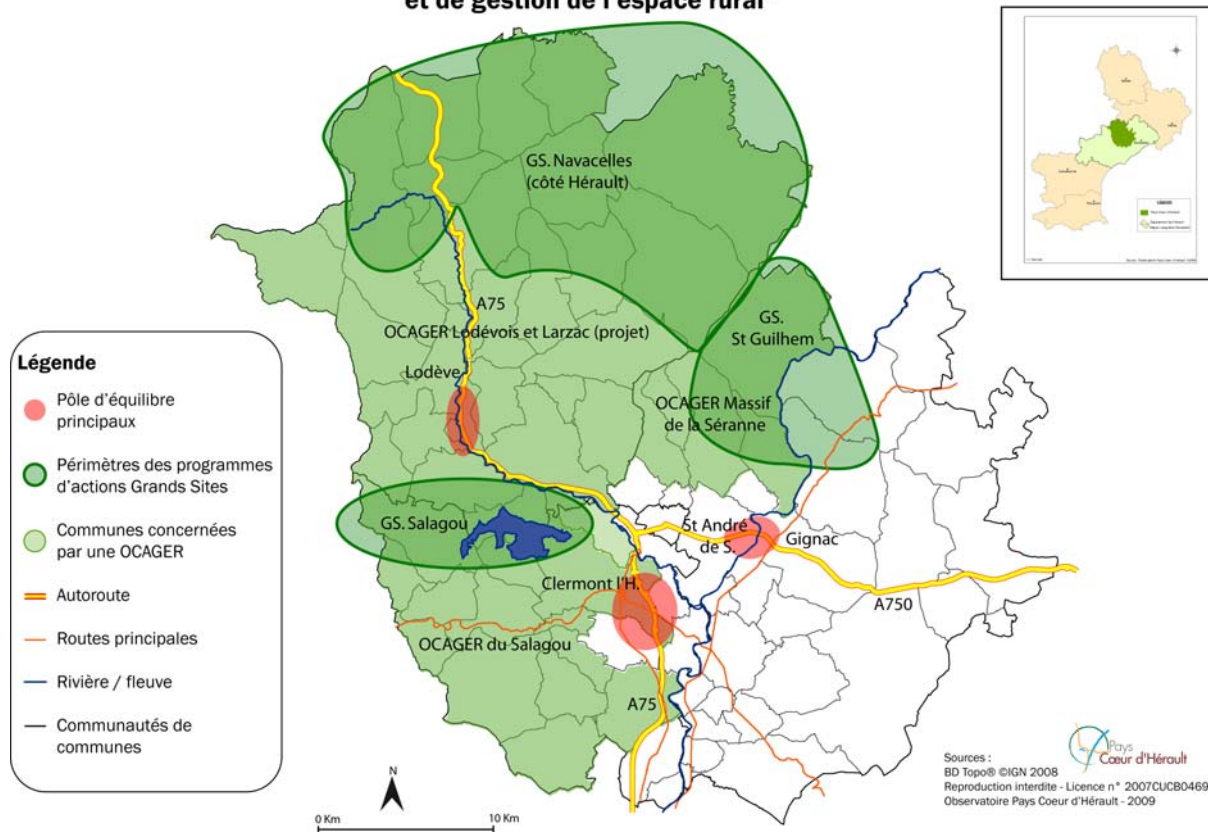 et de gestion de l'espace rural
GS. Navacelles
(côté Hérault)
A75
OCAGER Lodévois et Larzac (projet)
GS.
St Guilhem
Lodève
OCAGER Massif
de la Séranne
GS. Salagou
St André
de S.
Gignac
Clermont l'H.
A750
OCAGER du Salagou
A75
Légende
Pôle d'équilibre
principaux
Périmètres des programmes
d'actions Grands Sites
Communes concernées
par une OCAGER
Autoroute
Routes principales
Rivière / fleuve
Communautés de
communes
N
0 Km
10 Km
Pays
Cœur d'Hérault
Sources :
BD Topo® ©IGN 2008
Reproduction interdite - Licence n° 2007CUCB0469
Observatoire Pays Coeur d'Hérault - 2009